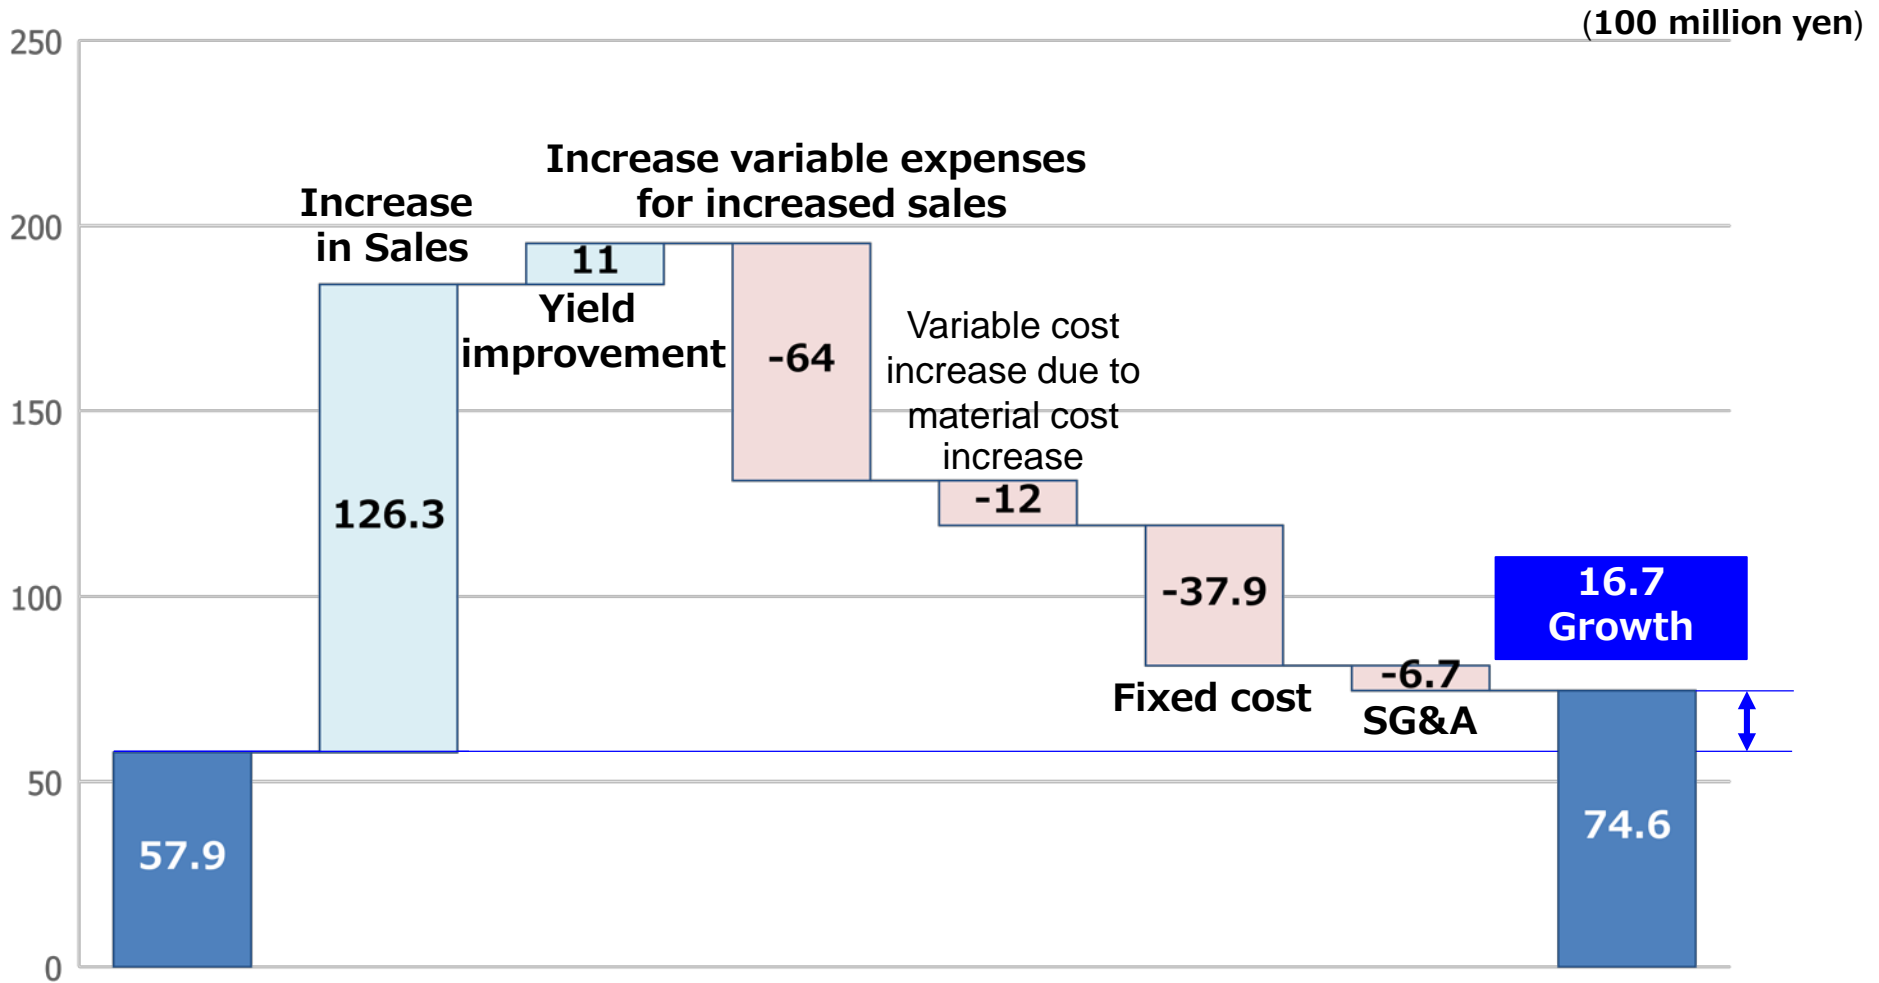 (100 million yen)
250
200
150
100
50
0
57.9
Increase
in Sales
126.3
11
Yield
improvement
Increase variable expenses
for increased sales
-64
Variable cost
increase due to
material cost
increase
-12
-37.9
Fixed cost
-6.7
SG&A
16.7
Growth
74.6